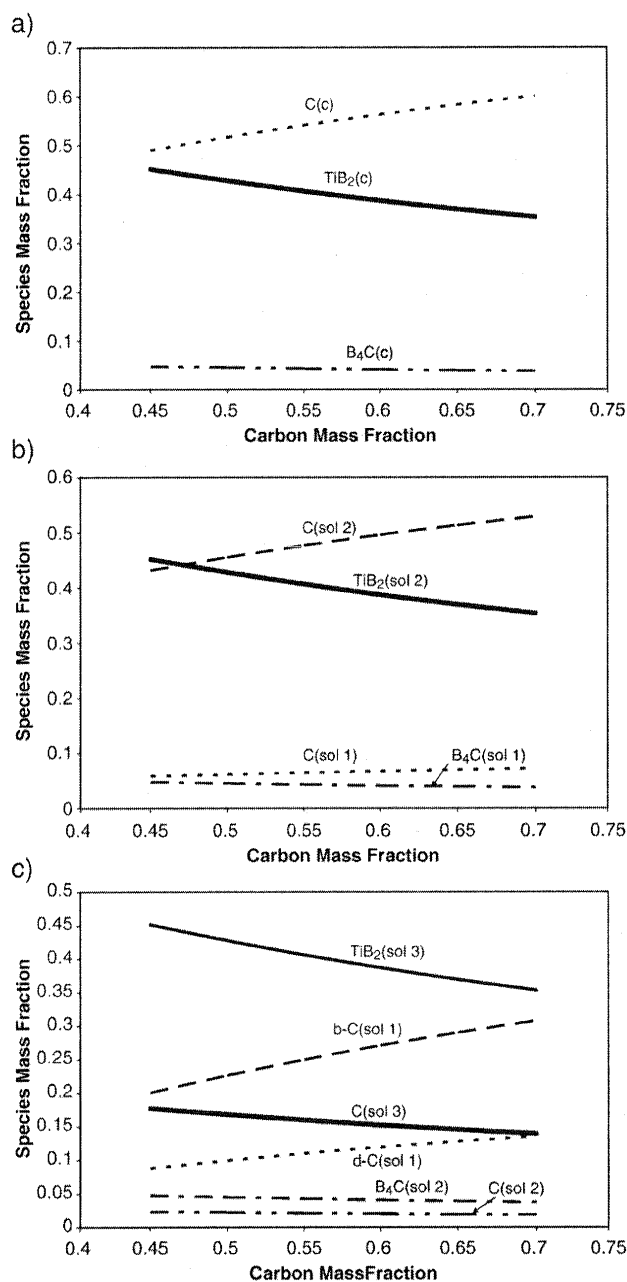 a)
0.7
0.6
0.5
0.4
0.3
0.2
0.1
0
Species Mass Fraction
C(c)
TiB₂(c)
B₄C(c)
0.4 0.45 0.5 0.55 0.6 0.65 0.7 0.75
Carbon Mass Fraction
b)
0.6
0.5
0.4
0.3
0.2
0.1
0
Species Mass Fraction
C(sol 2)
TiB₂(sol 2)
C(sol 1) B₄C(sol 1)
0.4 0.45 0.5 0.55 0.6 0.65 0.7 0.75
Carbon Mass Fraction
c)
0.5
0.45
0.4
0.35
0.3
0.25
0.2
0.15
0.1
0.05
0
Species Mass Fraction
TiB₂(sol 3)
b-C(sol 1)
C(sol 3)
d-C(sol 1)
B₄C(sol 2) C(sol 2)
0.4 0.45 0.5 0.55 0.6 0.65 0.7 0.75
Carbon MassFraction